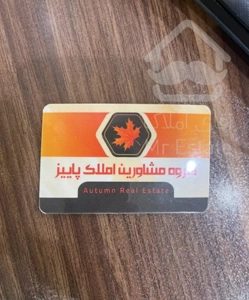 گروه مشاورین املاک پاییز
Autumn Real Estate